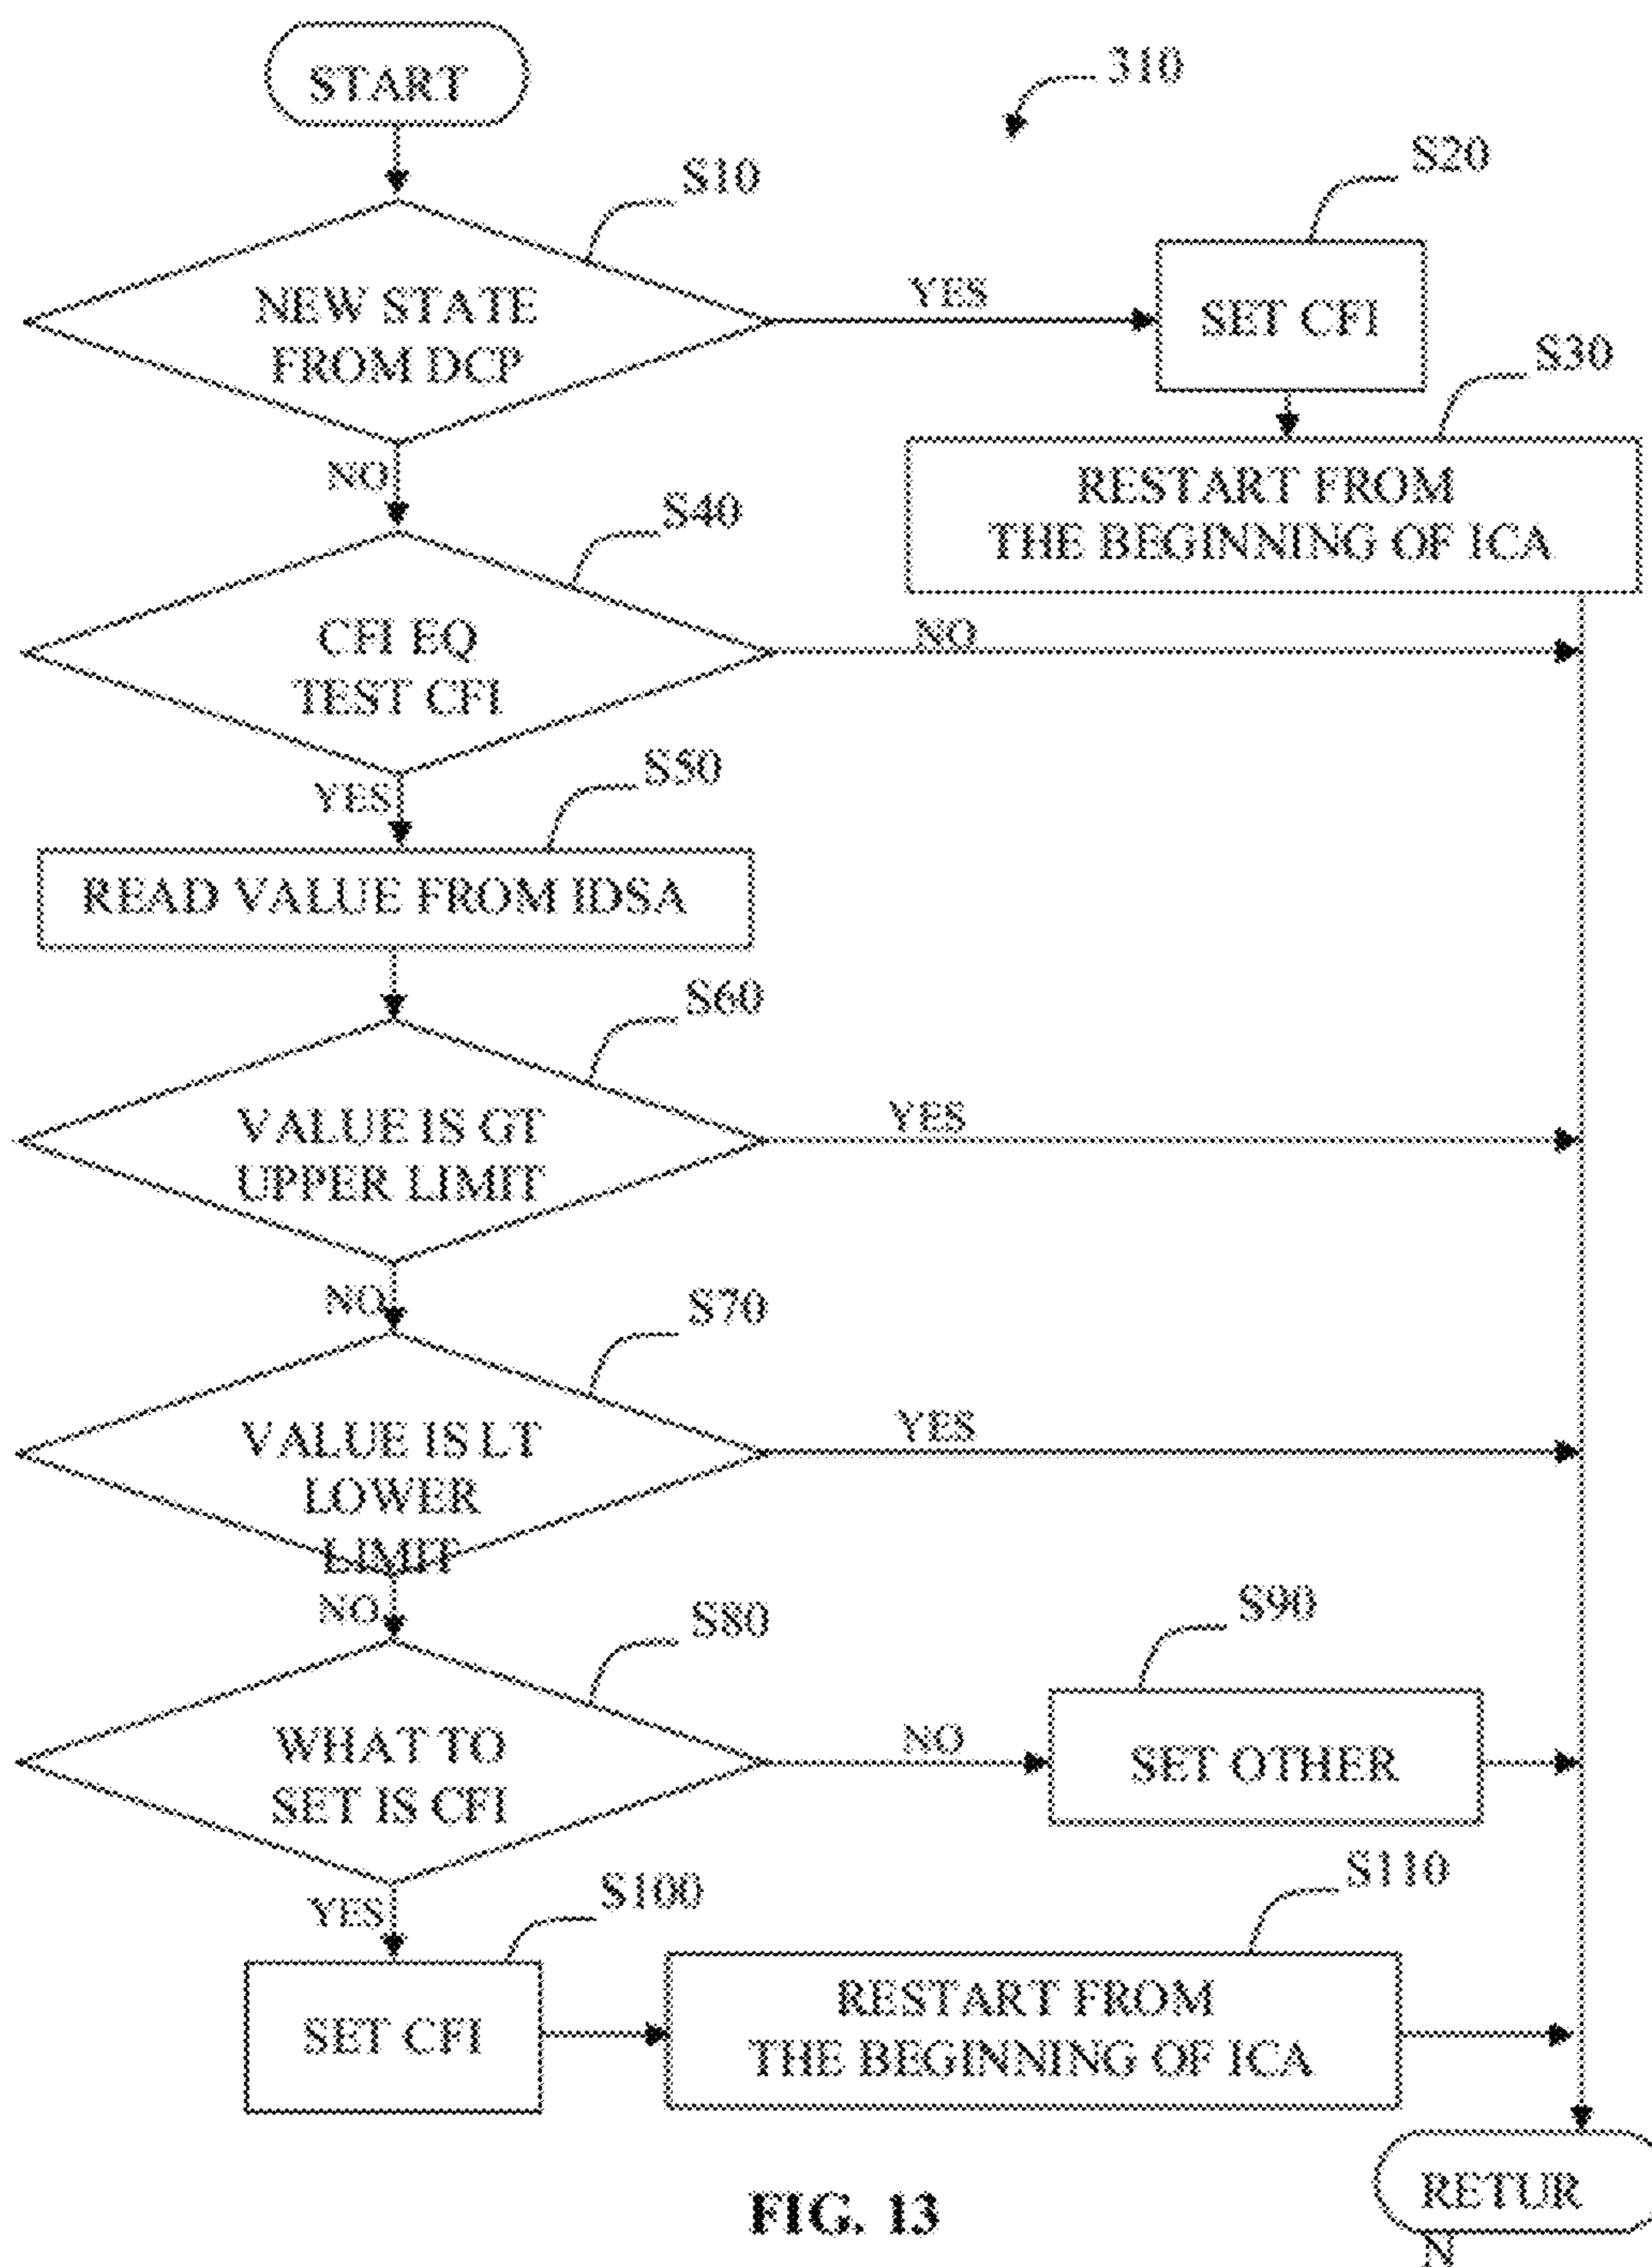 START
310
S10
S20
NEW STATE
FROM DCP
YES
SET CFI
S30
NO
RESTART FROM
THE BEGINNING OF ICA
S40
CFI EQ
TEST CFI
NO
YES
S50
READ VALUE FROM IDSA
S60
VALUE IS GT
UPPER LIMIT
YES
NO
S70
VALUE IS LT
LOWER
LIMIT
YES
NO
S80
S90
WHAT TO
SET IS CFI
NO
SET OTHER
YES
S100
S110
SET CFI
RESTART FROM
THE BEGINNING OF ICA
RETUR
N
FIG. 13